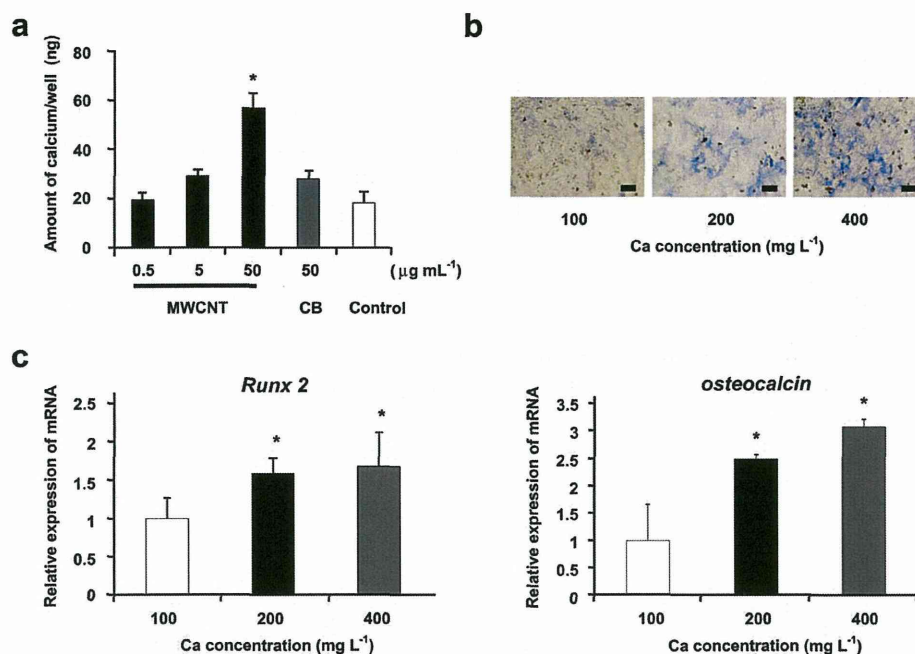 a
Amount of calcium/well (ng)
80
60
40
20
0
*
0.5 5 50 50 (μg mL⁻¹)
MWCNT CB Control
b
100 200 400
Ca concentration (mg L⁻¹)
c
Runx 2
Relative expression of mRNA
2.5
2
1.5
1
0.5
0
* *
100 200 400
Ca concentration (mg L⁻¹)
osteocalcin
Relative expression of mRNA
3.5
3
2.5
2
1.5
1
0.5
0
* *
100 200 400
Ca concentration (mg L⁻¹)